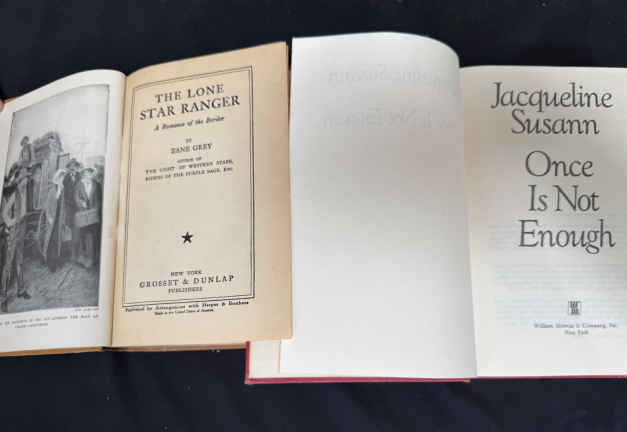 THE LONE
STAR RANGER
A Romance of the Border
BY
ZANE GREY
AUTHOR OF
THE LIGHT OF WESTERN STARS,
RIDERS OF THE PURPLE SAGE, Etc.
NEW YORK
GROSSET & DUNLAP
PUBLISHERS
Published by Arrangement with Harper & Brothers
Made in the United States of America
Jacqueline
Susann
Once
Is Not
Enough
William Morrow & Company, Inc.
New York